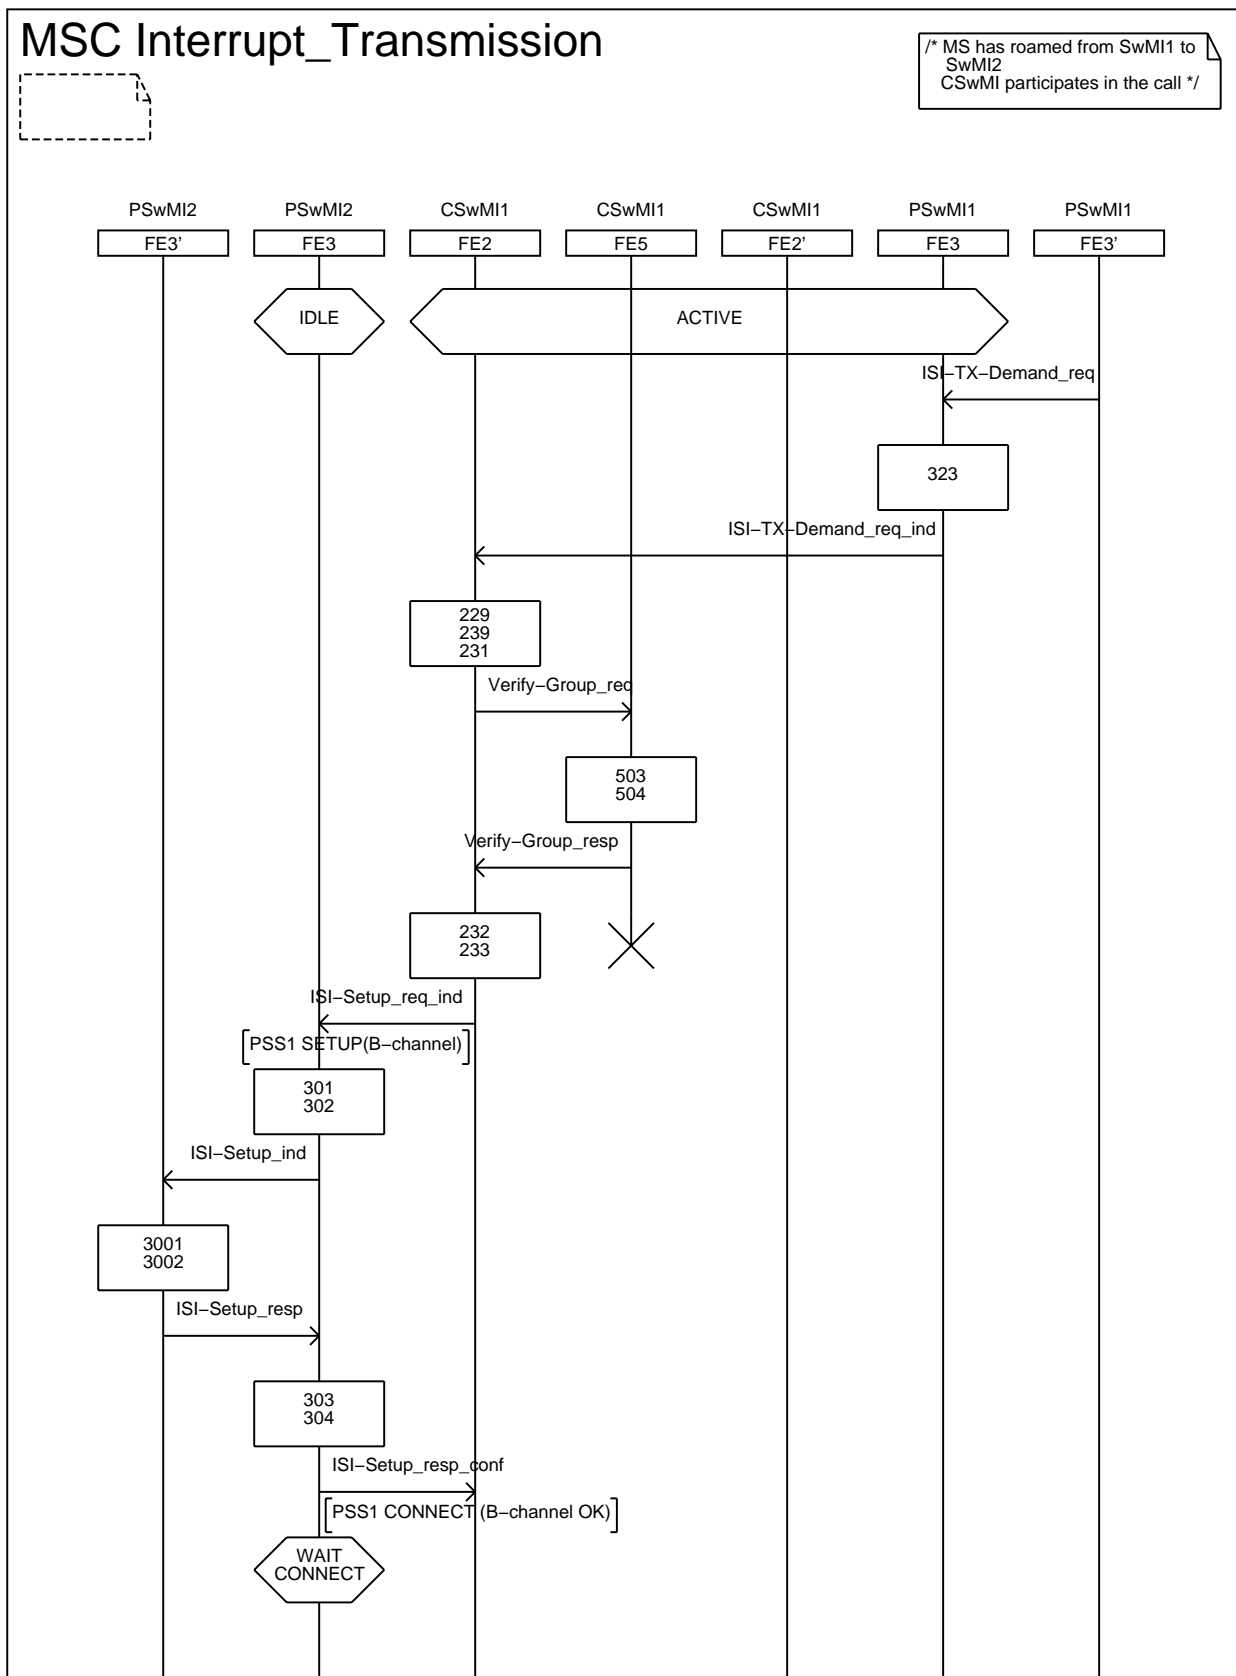 MSC Interrupt_Transmission
/* MS has roamed from SwMI1 to
SwMI2
CSwMI participates in the call */
PSwMI2 PSwMI2 CSwMI1 CSwMI1 CSwMI1 PSwMI1 PSwMI1
FE3' FE3 FE2 FE5 FE2' FE3 FE3'
IDLE ACTIVE
ISI−TX−Demand_req
323
ISI−TX−Demand_req_ind
229
239
231
Verify−Group_req
503
504
Verify−Group_resp
232
233
ISI−Setup_req_ind
PSS1 SETUP(B−channel)
301
302
ISI−Setup_ind
3001
3002
ISI−Setup_resp
303
304
ISI−Setup_resp_conf
PSS1 CONNECT (B−channel OK)
WAIT
CONNECT